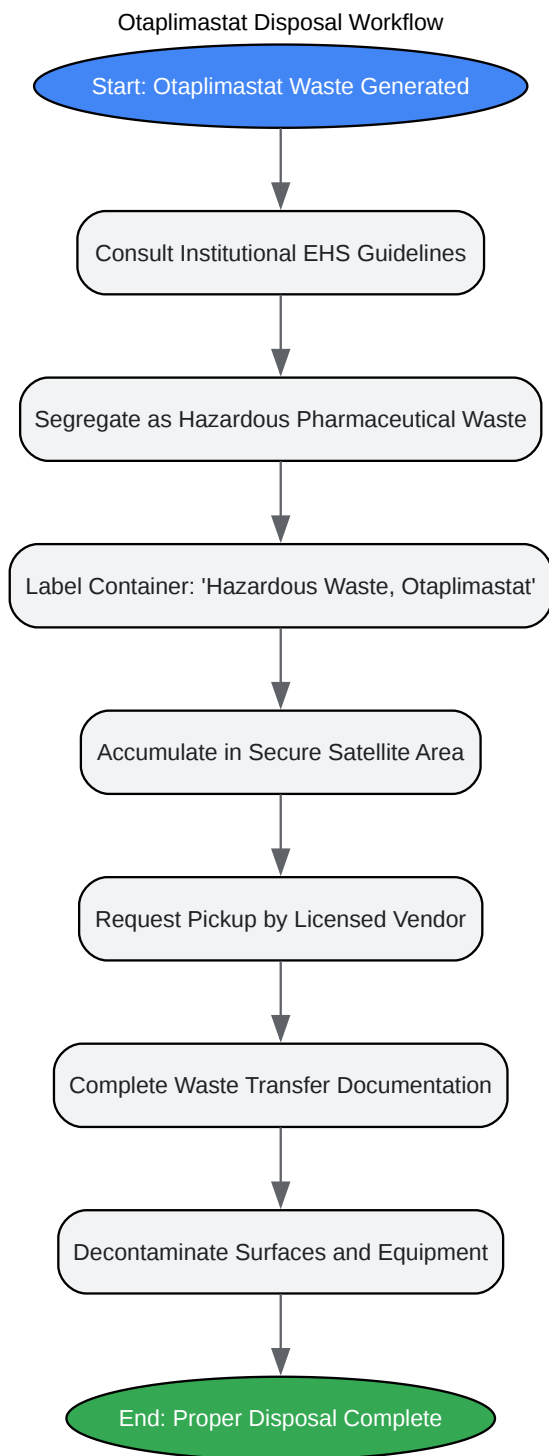 Otaplimastat Disposal Workflow
Start: Otaplimastat Waste Generated
Consult Institutional EHS Guidelines
Segregate as Hazardous Pharmaceutical Waste
Label Container: 'Hazardous Waste, Otaplimastat'
Accumulate in Secure Satellite Area
Request Pickup by Licensed Vendor
Complete Waste Transfer Documentation
Decontaminate Surfaces and Equipment
End: Proper Disposal Complete